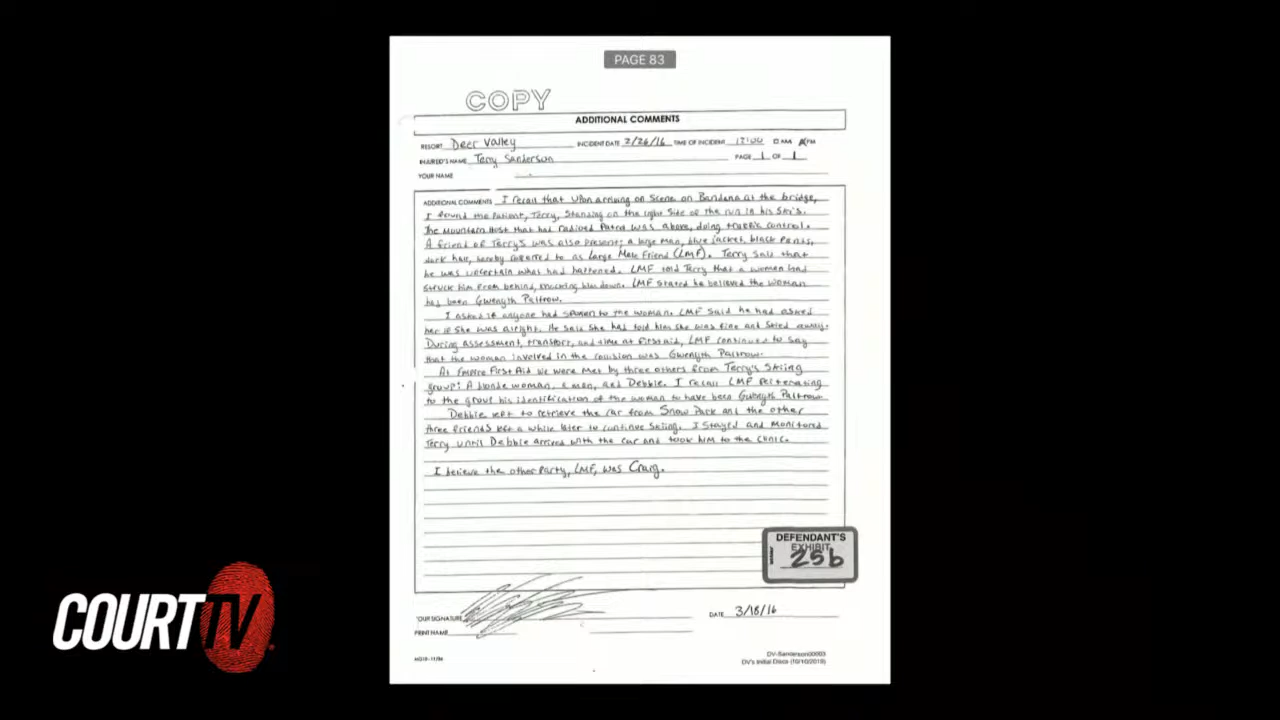 PAGE 83
COPY
ADDITIONAL COMMENTS
RESORT Deer Valley INCIDENT DATE 2/26/16 TIME OF INCIDENT AM PM
INJURED'S NAME Terry Sanderson PAGE 1 OF 1
YOUR NAME
ADDITIONAL COMMENTS I recall that upon arriving on scene on Bandana at the bridge,
I found the patient, Terry, standing on the right side of the run in his ski's.
The Mountain Host that had radioed Patrol was above, doing traffic control.
A friend of Terry's was also present; a large man, blue jacket, black pants,
dark hair, hereby referred to as Large Male Friend (LMF). Terry said that
he was uncertain what had happened. LMF told Terry that a woman had
struck him from behind, knocking him down. LMF stated he believed the woman
has been Gwenyth Paltrow.
I asked if anyone had spoken to the woman. LMF said he had asked
her if she was alright. He said she had told him she was fine and skied away.
During assessment, transport, and time at first aid, LMF continued to say
that the woman involved in the collision was Gwenyth Paltrow.
At Empire First Aid we were met by three others from Terry's skiing
group: A blonde woman, a man, and Debbie. I recall LMF reiterating
to the group his identification of the woman to have been Gwenyth Paltrow.
Debbie left to retrieve the car from Snow Park and the other
three friends left a while later to continue skiing. I stayed and monitored
Terry until Debbie arrived with the car and took him to the clinic.
I believe the other party, LMF, was Craig.
DEFENDANT'S
EXHIBIT
25b
YOUR SIGNATURE DATE 3/18/16
PRINT NAME
DV-Sanderson00003
DV's Initial Discs (10/10/2019)
COURT TV